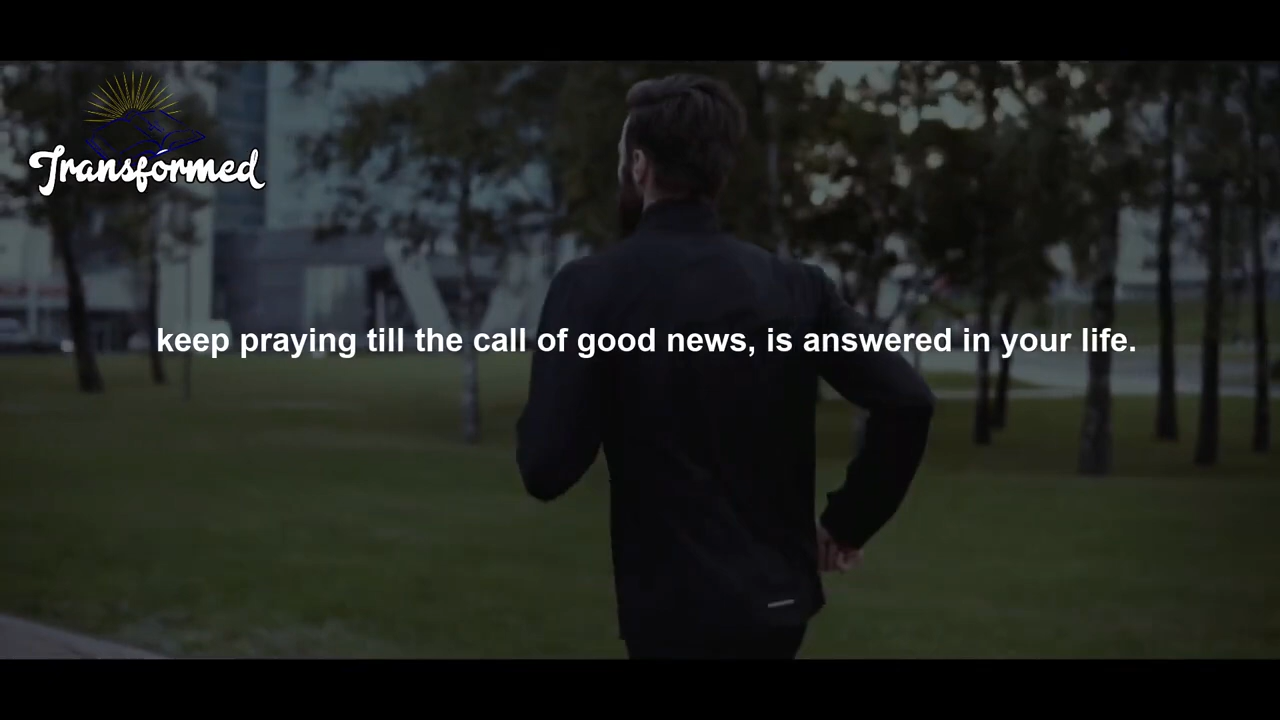 Transformed
keep praying till the call of good news, is answered in your life.